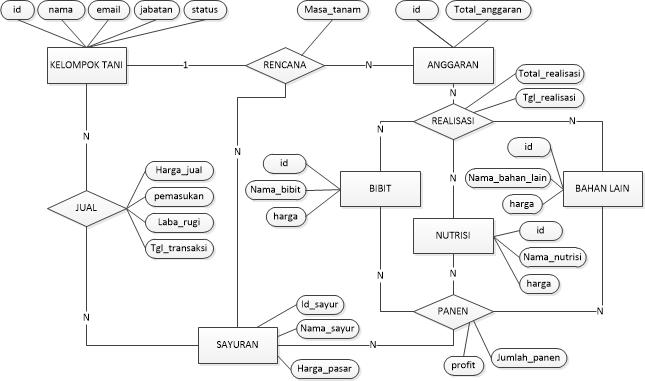 id
nama
email
jabatan
status
Masa_tanam
id
Total_anggaran
KELOMPOK TANI
1
RENCANA
N
ANGGARAN
Total_realisasi
N
Tgl_realisasi
REALISASI
N
N
N
N
N
id
id
Harga_jual
BIBIT
Nama_bahan_lain
BAHAN LAIN
Nama_bibit
pemasukan
harga
JUAL
harga
Laba_rugi
NUTRISI
id
Tgl_transaksi
Nama_nutrisi
N
N
harga
Id_sayur
PANEN
N
N
Nama_sayur
SAYURAN
N
Jumlah_panen
Harga_pasar
profit